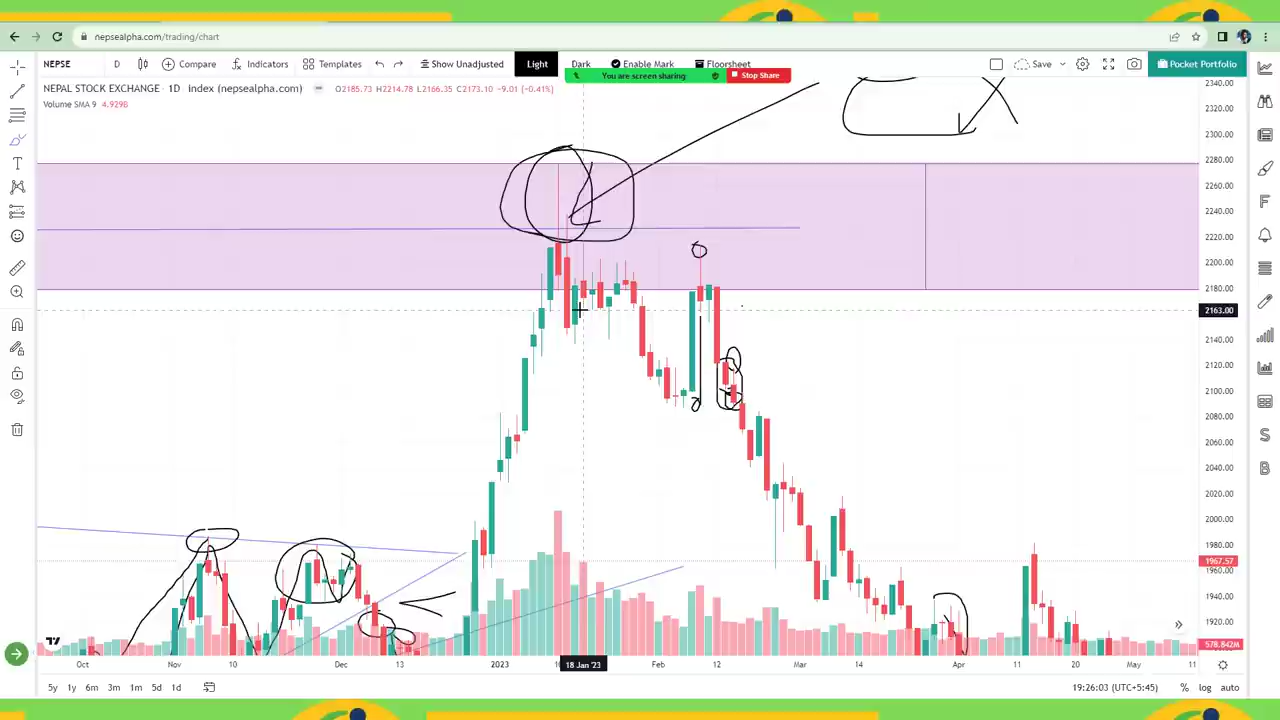 nepsealpha.com/trading/chart
NEPSE D Compare Indicators Templates Show Unadjusted Light Dark Enable Mark Floorsheet Save Pocket Portfolio
You are screen sharing Stop Share
NEPAL STOCK EXCHANGE · 1D Index (nepsealpha.com) O2185.73 H2214.78 L2166.35 C2173.10 -9.01 (-0.41%)
Volume SMA 9 4.929B
2340.00
2320.00
2300.00
2280.00
2260.00
2240.00
2220.00
2200.00
2180.00
2163.00
2140.00
2120.00
2100.00
2080.00
2060.00
2040.00
2020.00
2000.00
1980.00
1967.57
1960.00
1940.00
1920.00
578.842M
Oct Nov 10 Dec 13 2023 18 Jan '23 Feb 12 Mar 14 Apr 11 20 May 11
5y 1y 6m 3m 1m 5d 1d 19:26:03 (UTC+5:45) % log auto